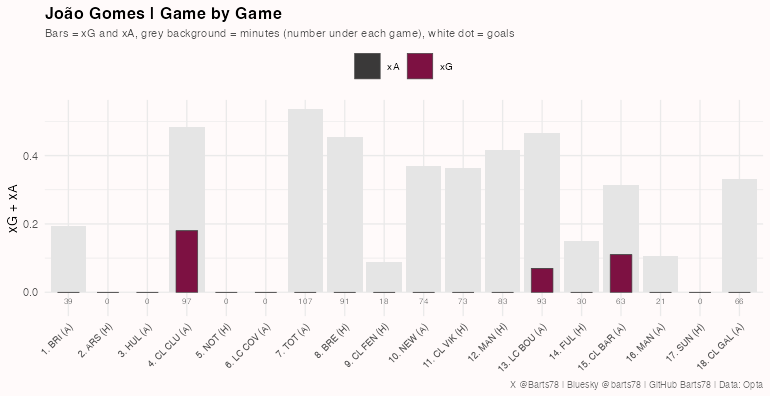 João Gomes | Game by Game
Bars = xG and xA, grey background = minutes (number under each game), white dot = goals
xA xG
xG + xA
0.4
0.2
0.0
39 0 0 97 0 0 107 91 18 74 73 83 93 30 63 21 0 66
1. BRI (A)
2. ARS (H)
3. HUL (A)
4. CL CLU (A)
5. NOT (H)
6. LC COV (A)
7. TOT (A)
8. BRE (H)
9. CL FEN (H)
10. NEW (A)
11. CL VIK (H)
12. MAN (H)
13. LC BOU (A)
14. FUL (H)
15. CL BAR (A)
16. MAN (A)
17. SUN (H)
18. CL GAL (A)
X @Barts78 | Bluesky @barts78 | GitHub Barts78 | Data: Opta